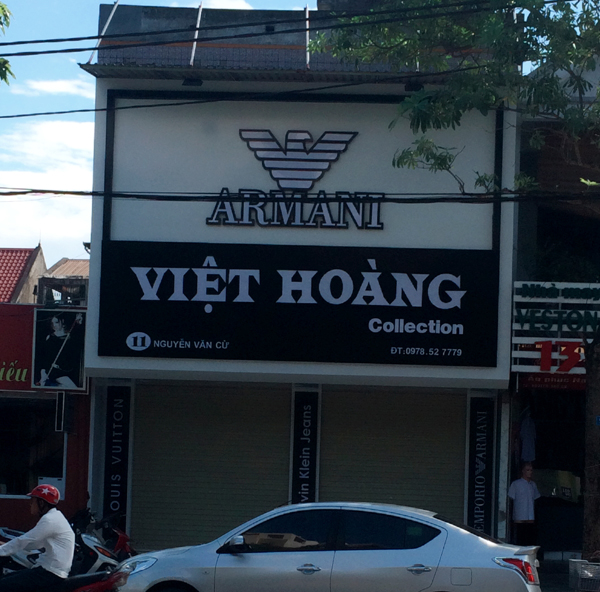 ARMANI
VIỆT HOÀNG
Collection
11 NGUYỄN VĂN CỪ
ĐT:0978.52 7779
OUIS VUITTON
vin Klein Jeans
EMPORIO ARMANI
VESTON
iếu